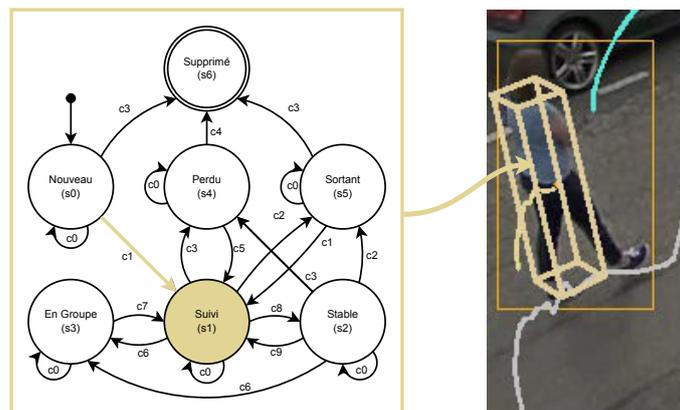 Supprimé
(s6)
c3
c3
c4
Nouveau
(s0)
Perdu
(s4)
Sortant
(s5)
c0
c0
c0
c2
c1
c3
c5
c1
c3
c2
En Groupe
(s3)
c7
Suivi
(s1)
c8
Stable
(s2)
c6
c9
c0
c0
c0
c6